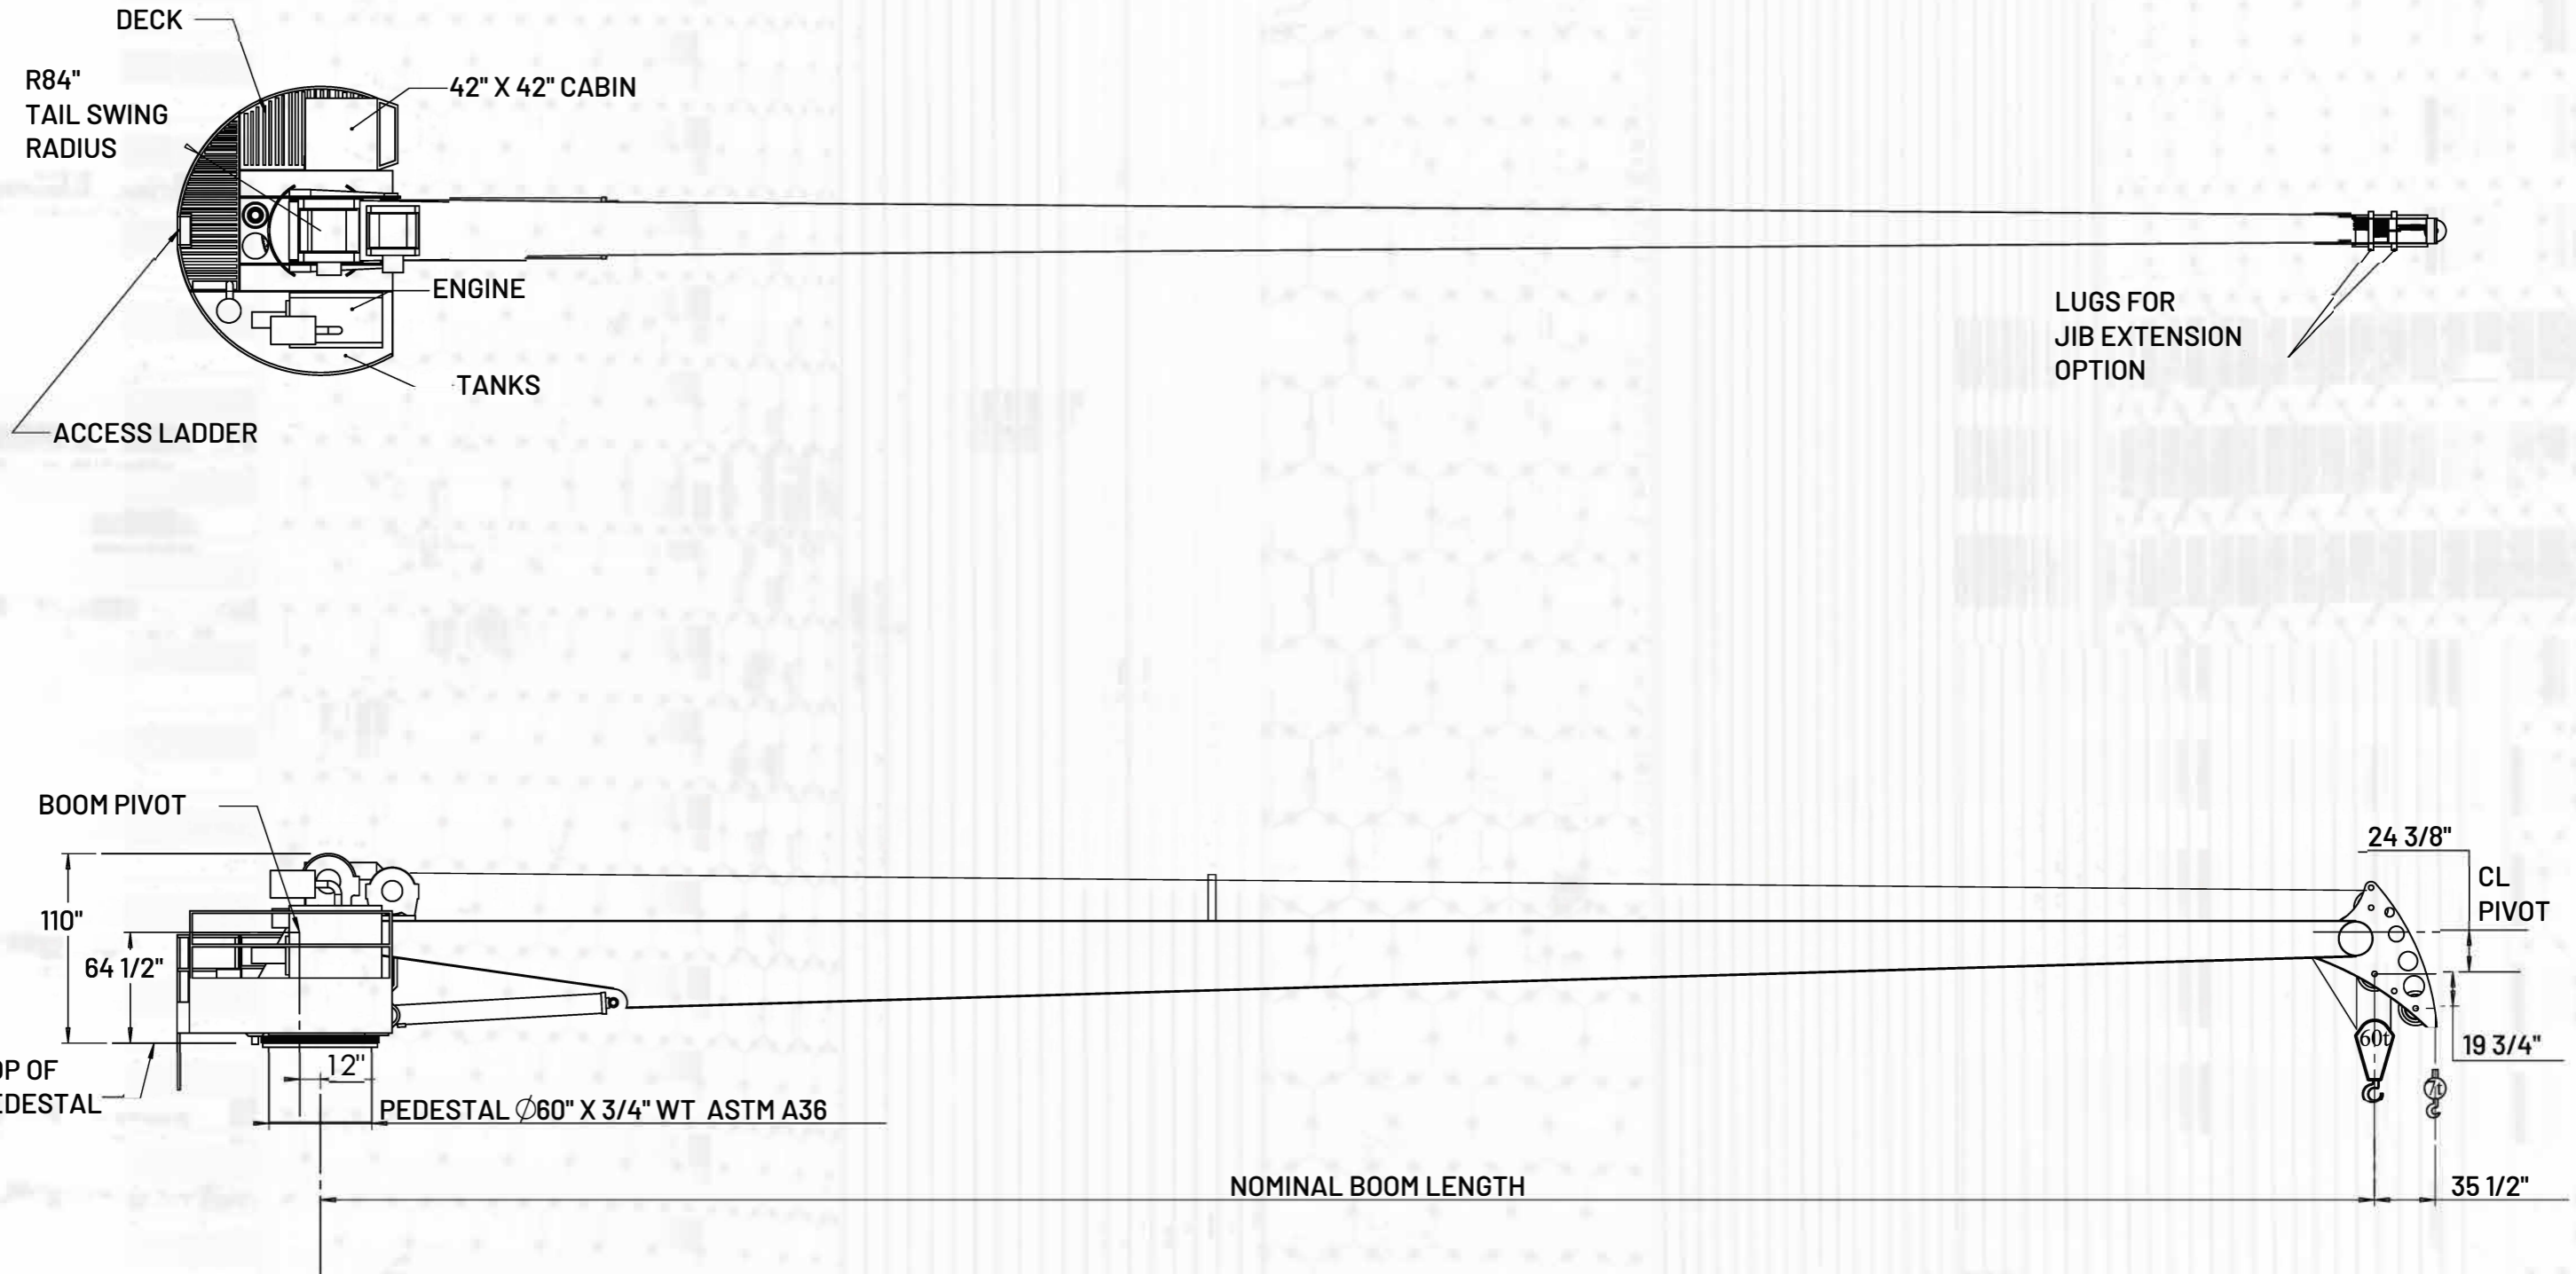 DECK
R84"
TAIL SWING
RADIUS
42" X 42" CABIN
ENGINE
TANKS
ACCESS LADDER
LUGS FOR
JIB EXTENSION
OPTION
BOOM PIVOT
110"
64 1/2"
OP OF
EDESTAL
12"
PEDESTAL Ø60" X 3/4" WT ASTM A36
NOMINAL BOOM LENGTH
24 3/8"
CL
PIVOT
60t
7t
19 3/4"
35 1/2"